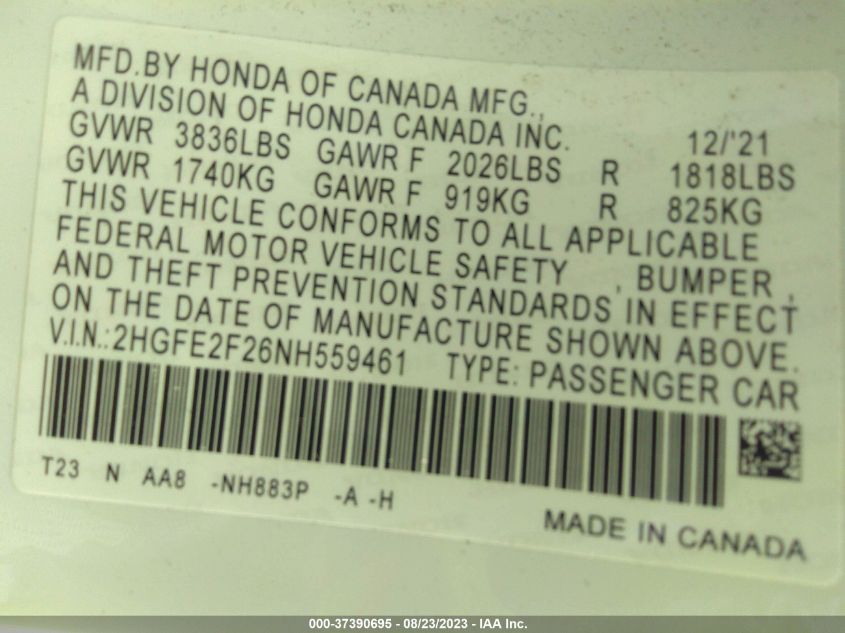 MFD.BY HONDA OF CANADA MFG.,
A DIVISION OF HONDA CANADA INC. 12/'21
GVWR 3836LBS GAWR F 2026LBS R 1818LBS
GVWR 1740KG GAWR F 919KG R 825KG
THIS VEHICLE CONFORMS TO ALL APPLICABLE
FEDERAL MOTOR VEHICLE SAFETY , BUMPER ,
AND THEFT PREVENTION STANDARDS IN EFFECT
ON THE DATE OF MANUFACTURE SHOWN ABOVE.
V.I.N.:2HGFE2F26NH559461 TYPE: PASSENGER CAR
T23 N AA8 -NH883P -A -H
MADE IN CANADA
000-37390695 - 08/23/2023 - IAA Inc.